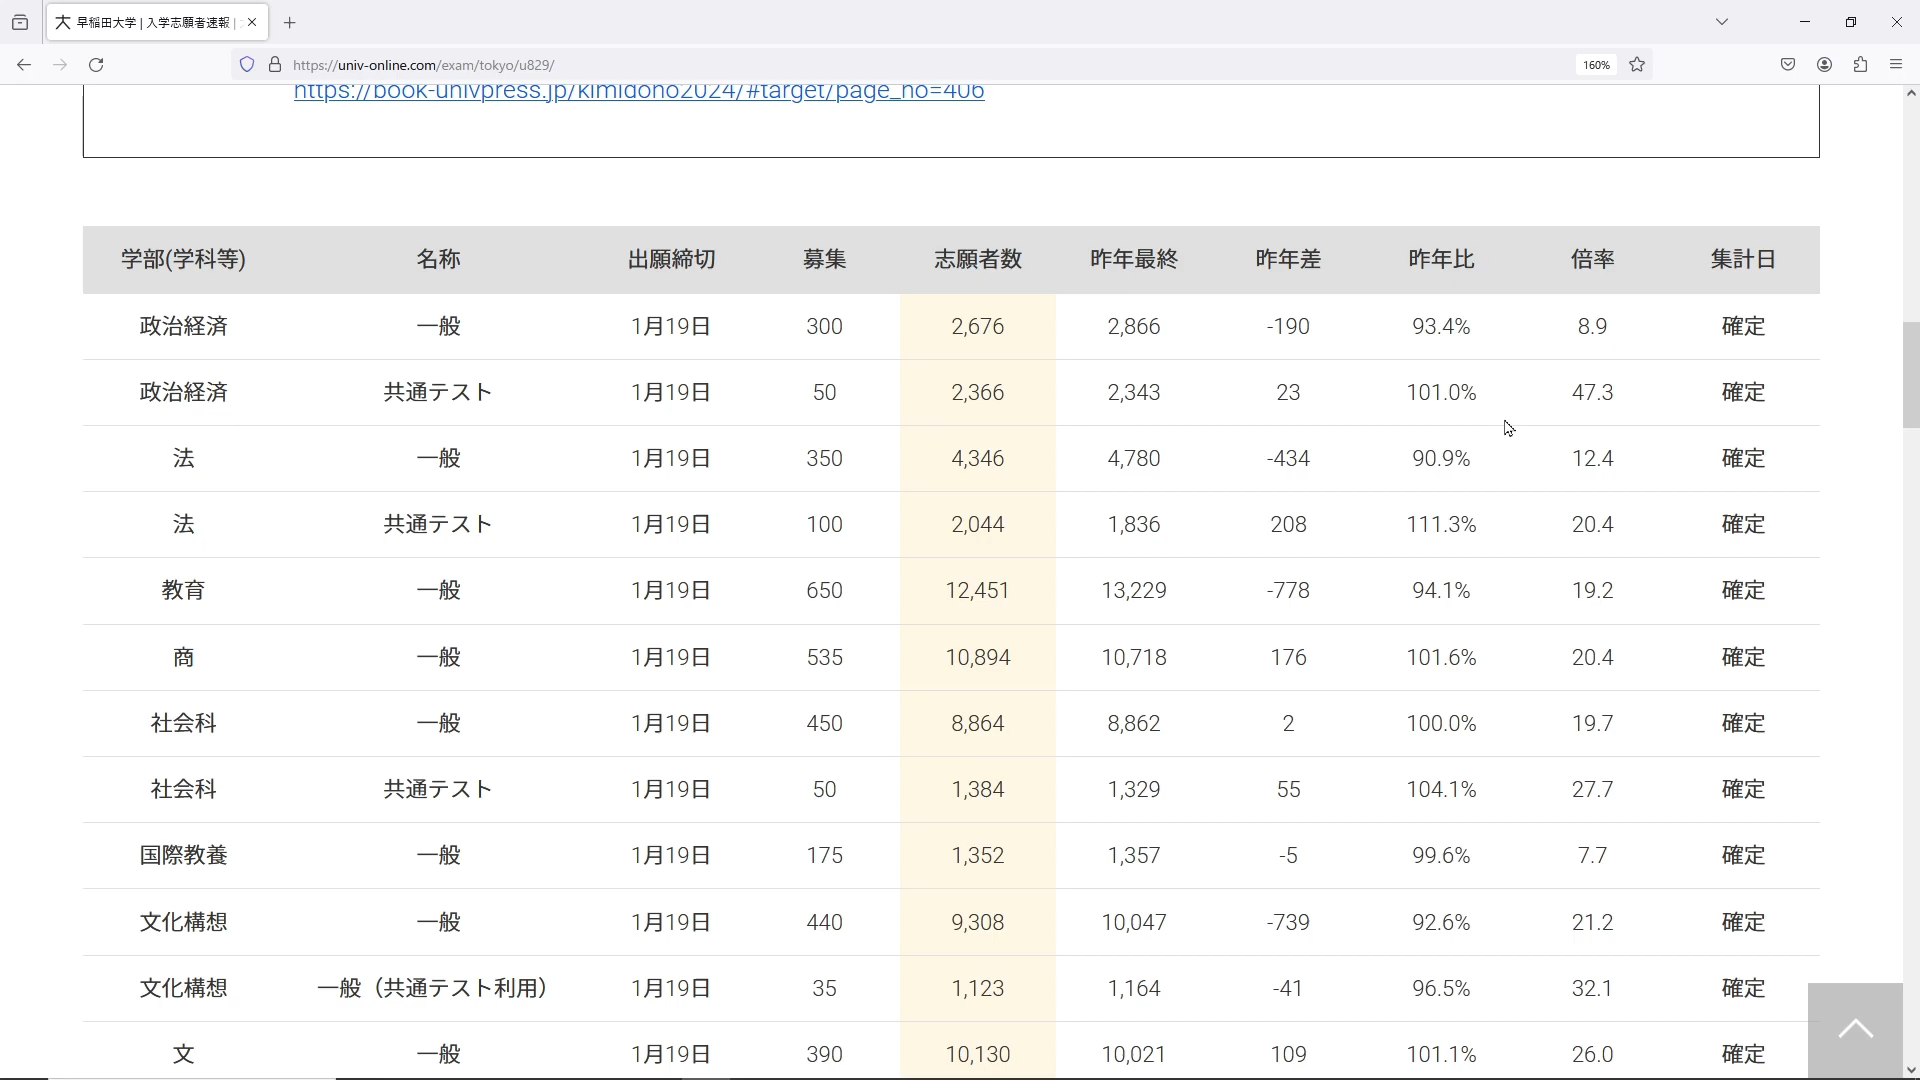 早稲田大学 | 入学志願者速報 |
https://univ-online.com/exam/tokyo/u829/
160%
https://book-univpress.jp/kimidono2024/#target/page_no=406
学部(学科等) 名称 出願締切 募集 志願者数 昨年最終 昨年差 昨年比 倍率 集計日
政治経済 一般 1月19日 300 2,676 2,866 -190 93.4% 8.9 確定
政治経済 共通テスト 1月19日 50 2,366 2,343 23 101.0% 47.3 確定
法 一般 1月19日 350 4,346 4,780 -434 90.9% 12.4 確定
法 共通テスト 1月19日 100 2,044 1,836 208 111.3% 20.4 確定
教育 一般 1月19日 650 12,451 13,229 -778 94.1% 19.2 確定
商 一般 1月19日 535 10,894 10,718 176 101.6% 20.4 確定
社会科 一般 1月19日 450 8,864 8,862 2 100.0% 19.7 確定
社会科 共通テスト 1月19日 50 1,384 1,329 55 104.1% 27.7 確定
国際教養 一般 1月19日 175 1,352 1,357 -5 99.6% 7.7 確定
文化構想 一般 1月19日 440 9,308 10,047 -739 92.6% 21.2 確定
文化構想 一般（共通テスト利用） 1月19日 35 1,123 1,164 -41 96.5% 32.1 確定
文 一般 1月19日 390 10,130 10,021 109 101.1% 26.0 確定